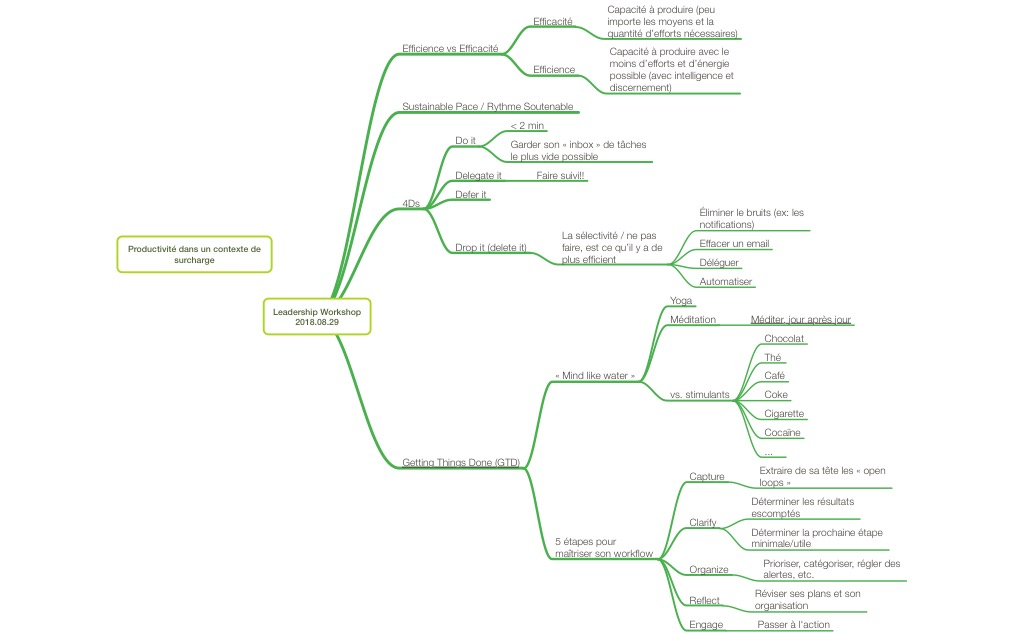 Productivité dans un contexte de
surcharge
Leadership Workshop
2018.08.29
Efficience vs Efficacité
Efficacité
Capacité à produire (peu
importe les moyens et la
quantité d'efforts nécessaires)
Efficience
Capacité à produire avec le
moins d'efforts et d'énergie
possible (avec intelligence et
discernement)
Sustainable Pace / Rythme Soutenable
4Ds
Do it
< 2 min
Garder son « inbox » de tâches
le plus vide possible
Delegate it
Faire suivi!!
Defer it
Drop it (delete it)
La sélectivité / ne pas
faire, est ce qu'il y a de
plus efficient
Éliminer le bruits (ex: les
notifications)
Effacer un email
Déléguer
Automatiser
Getting Things Done (GTD)
« Mind like water »
Yoga
Méditation
Méditer, jour après jour
vs. stimulants
Chocolat
Thé
Café
Coke
Cigarette
Cocaïne
...
5 étapes pour
maîtriser son workflow
Capture
Extraire de sa tête les « open
loops »
Clarify
Déterminer les résultats
escomptés
Déterminer la prochaine étape
minimale/utile
Organize
Prioriser, catégoriser, régler des
alertes, etc.
Reflect
Réviser ses plans et son
organisation
Engage
Passer à l'action